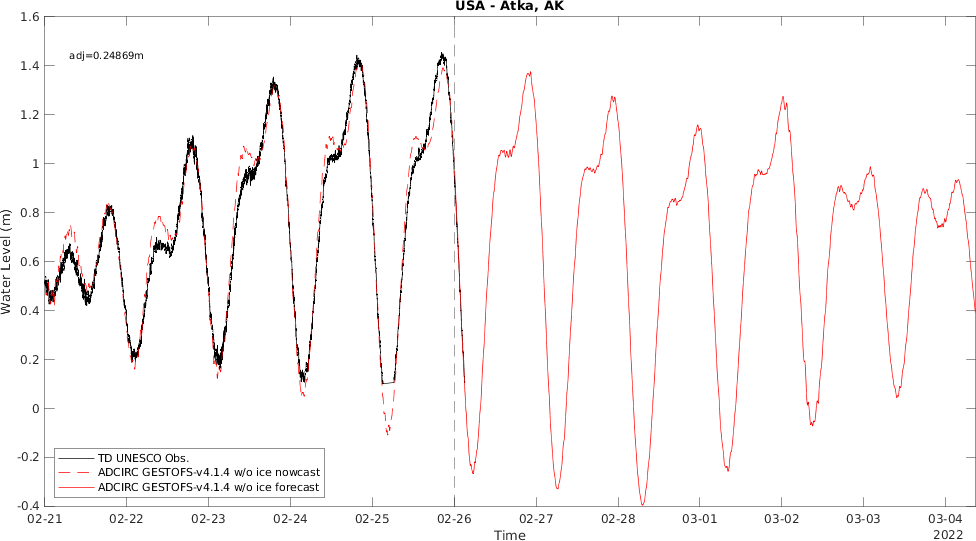 USA - Atka, AK
1.6
1.4
1.2
1
0.8
0.6
0.4
0.2
0
-0.2
-0.4
Water Level (m)
adj=0.24869m
TD UNESCO Obs.
ADCIRC GESTOFS-v4.1.4 w/o ice nowcast
ADCIRC GESTOFS-v4.1.4 w/o ice forecast
02-21 02-22 02-23 02-24 02-25 02-26 02-27 02-28 03-01 03-02 03-03 03-04
2022
Time